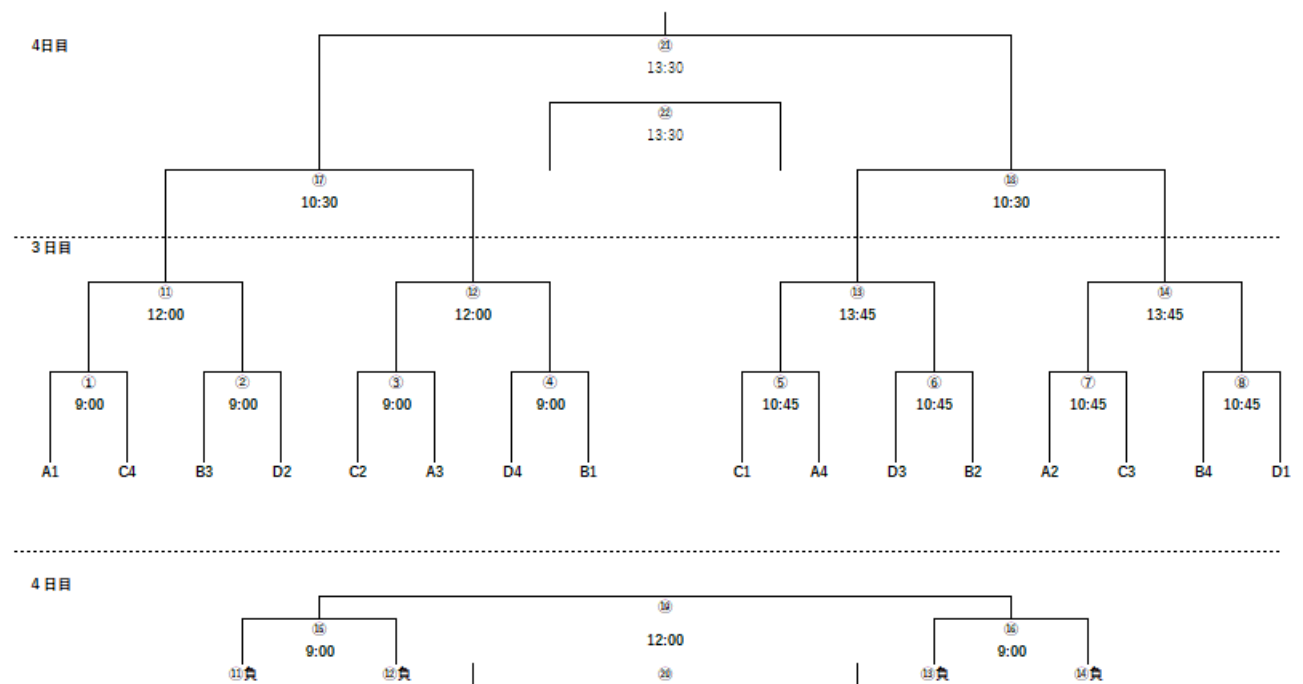 4日目
㉑
13:30
㉒
13:30
⑰ ⑱
10:30 10:30
3日目
⑪ ⑫ ⑬ ⑭
12:00 12:00 13:45 13:45
① ② ③ ④ ⑤ ⑥ ⑦ ⑧
9:00 9:00 9:00 9:00 10:45 10:45 10:45 10:45
A1 C4 B3 D2 C2 A3 D4 B1 C1 A4 D3 B2 A2 C3 B4 D1
4日目
⑲
⑮ 12:00 ⑯
9:00 9:00
⑪負 ⑫負 ⑳ ⑬負 ⑭負